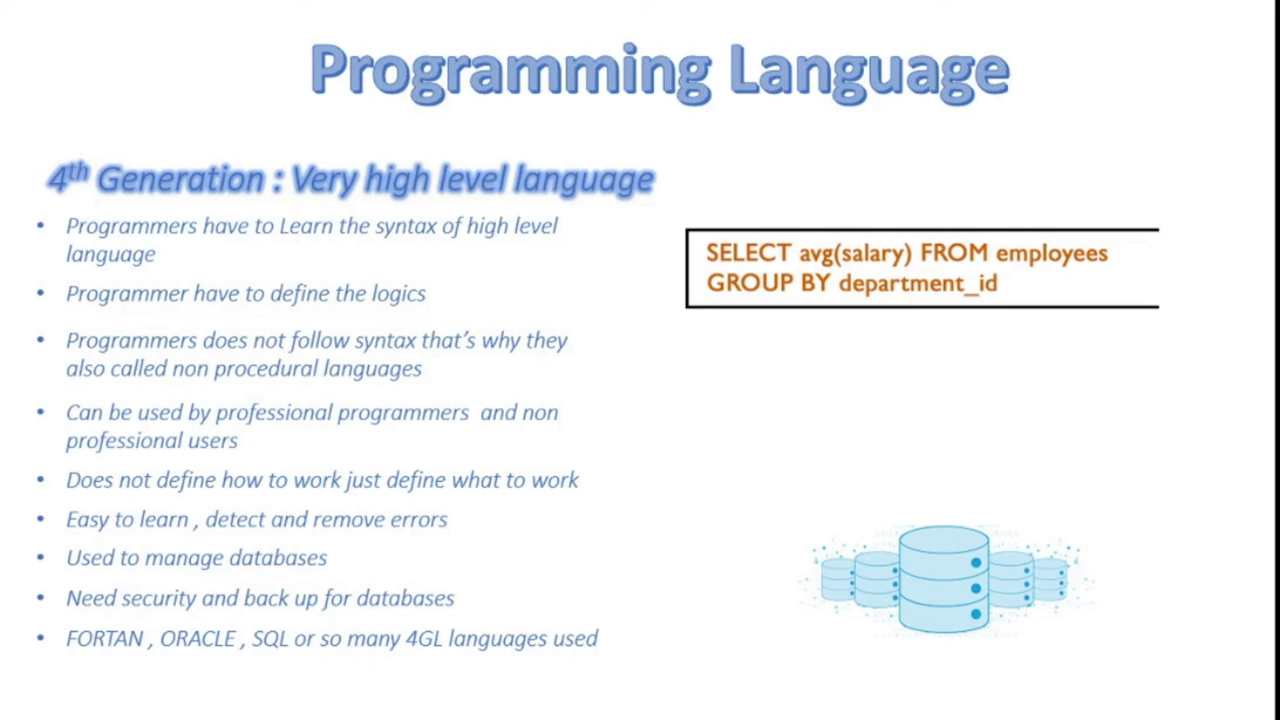 Programming Language
4th Generation : Very high level language
• Programmers have to Learn the syntax of high level
language
• Programmer have to define the logics
• Programmers does not follow syntax that's why they
also called non procedural languages
• Can be used by professional programmers and non
professional users
• Does not define how to work just define what to work
• Easy to learn , detect and remove errors
• Used to manage databases
• Need security and back up for databases
• FORTAN , ORACLE , SQL or so many 4GL languages used
SELECT avg(salary) FROM employees
GROUP BY department_id